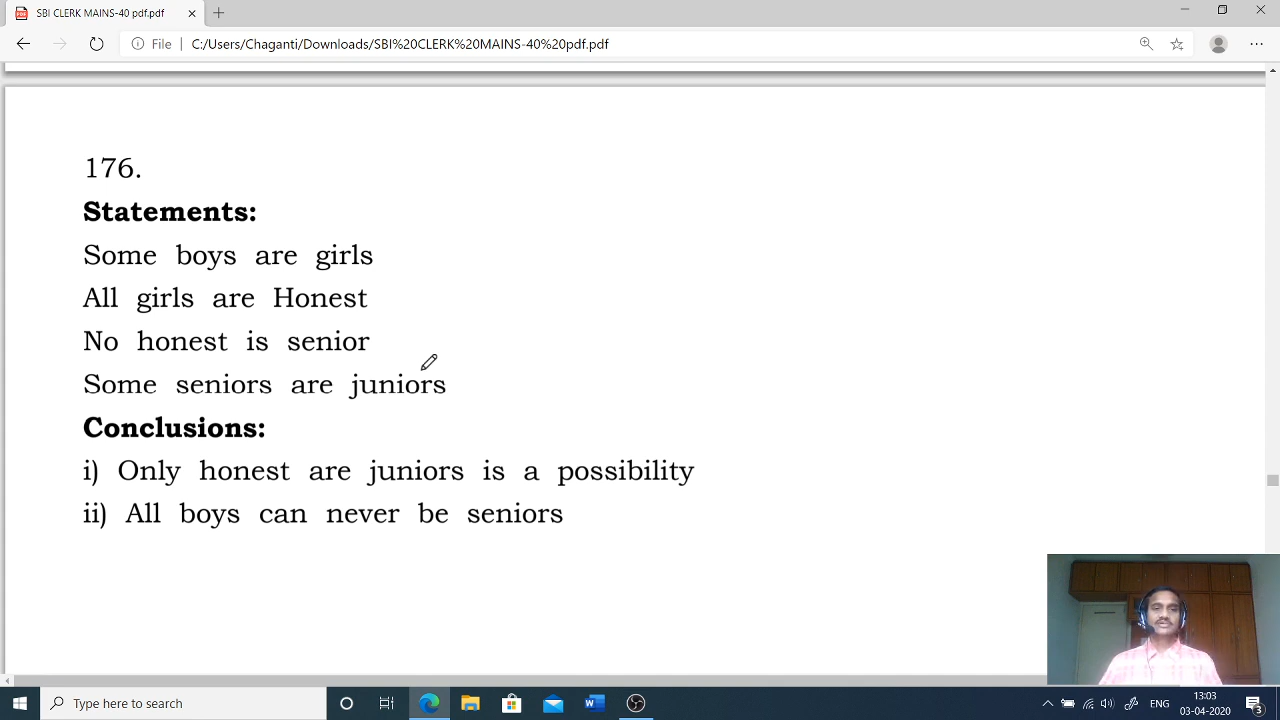 SBI CLERK MAINS-40 pdf.pdf
File | C:/Users/Chaganti/Downloads/SBI%20CLERK%20MAINS-40%20pdf.pdf
176.
Statements:
Some boys are girls
All girls are Honest
No honest is senior
Some seniors are juniors
Conclusions:
i) Only honest are juniors is a possibility
ii) All boys can never be seniors
Type here to search
ENG
13:03
03-04-2020
3